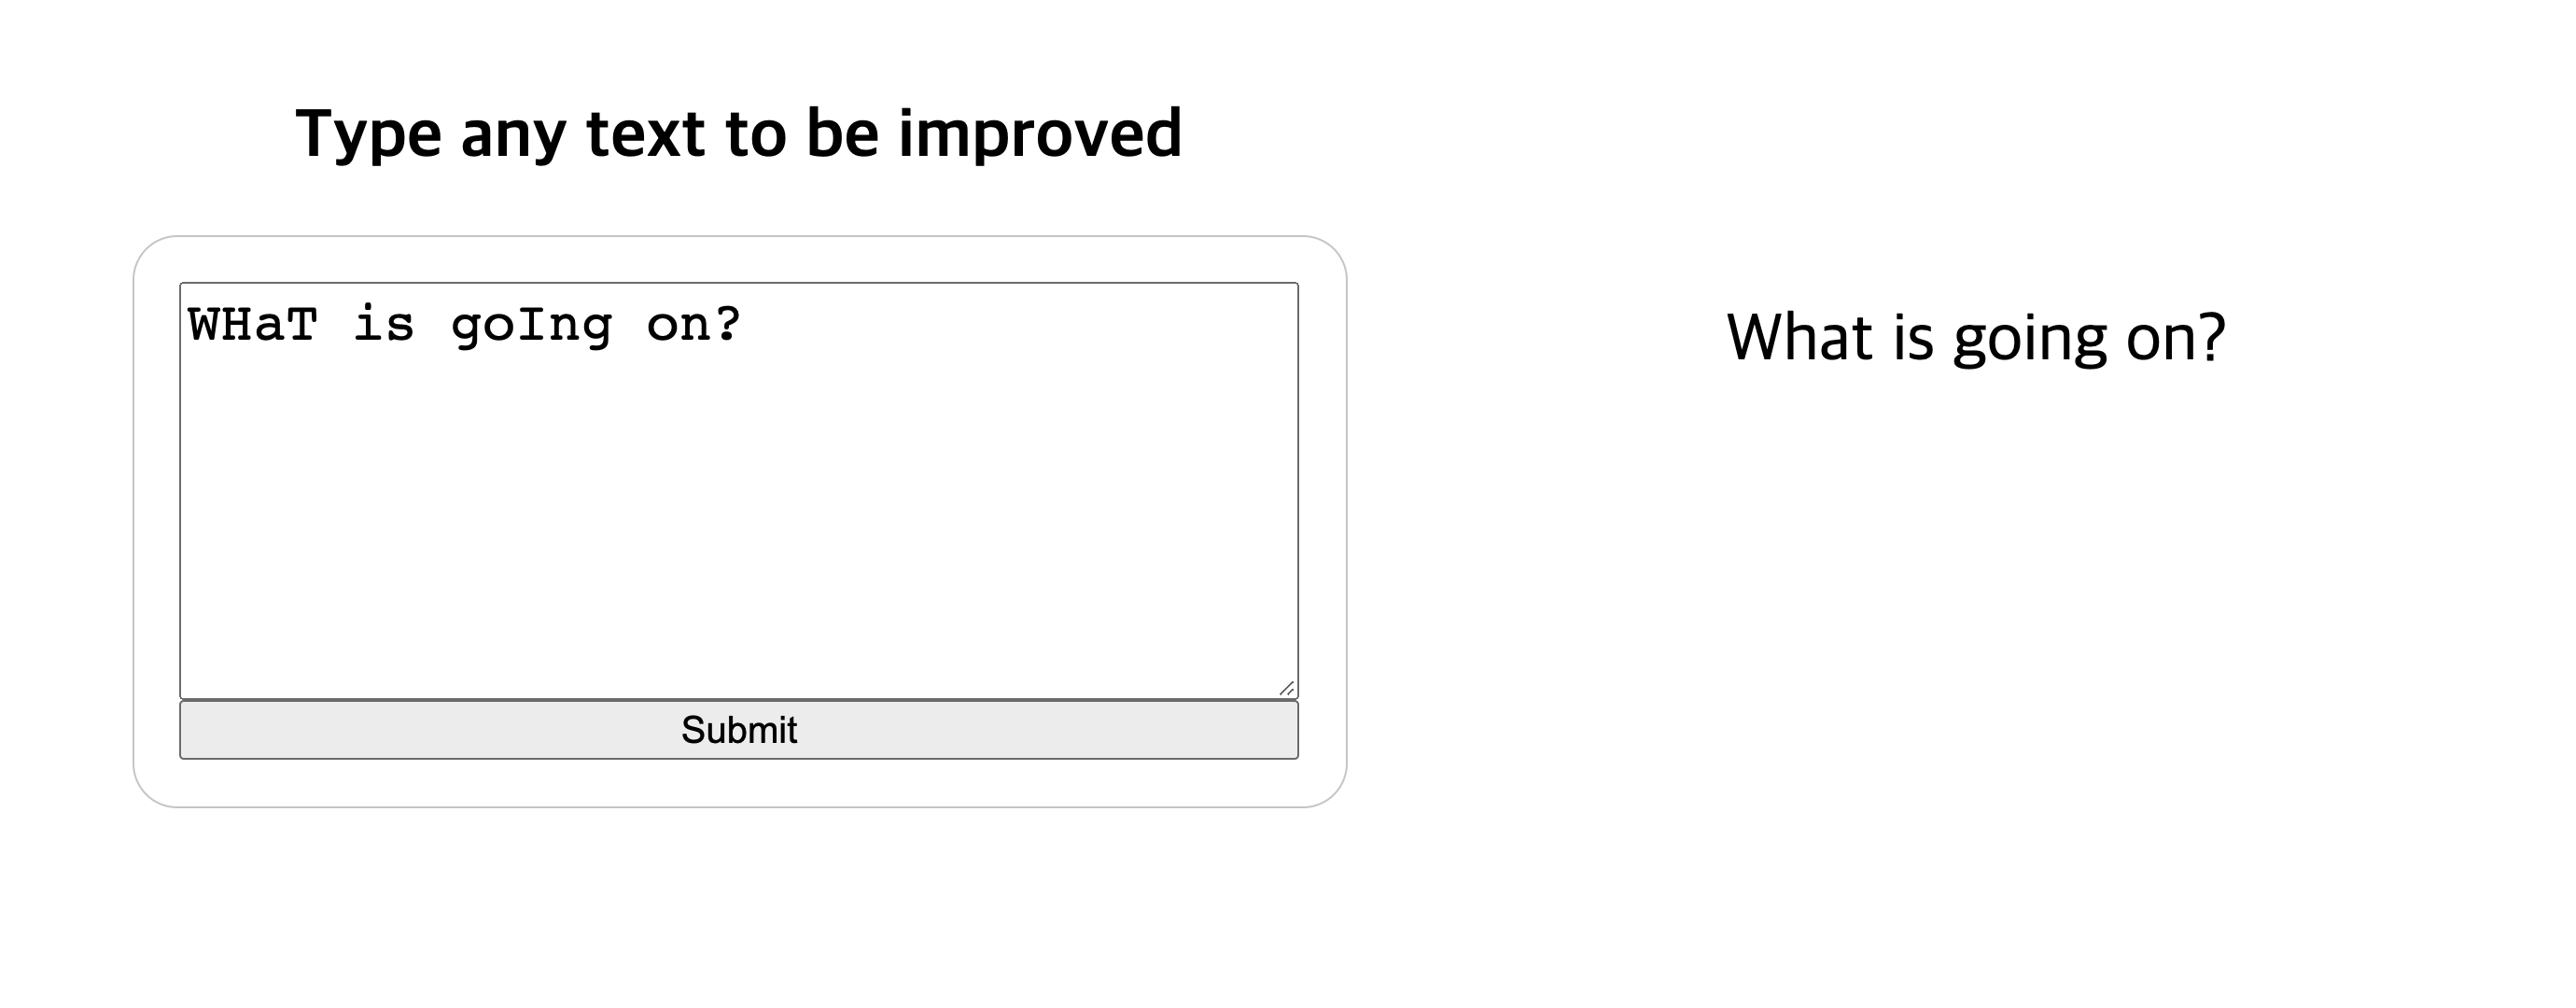 Type any text to be improved
WHaT is goIng on?
What is going on?
Submit